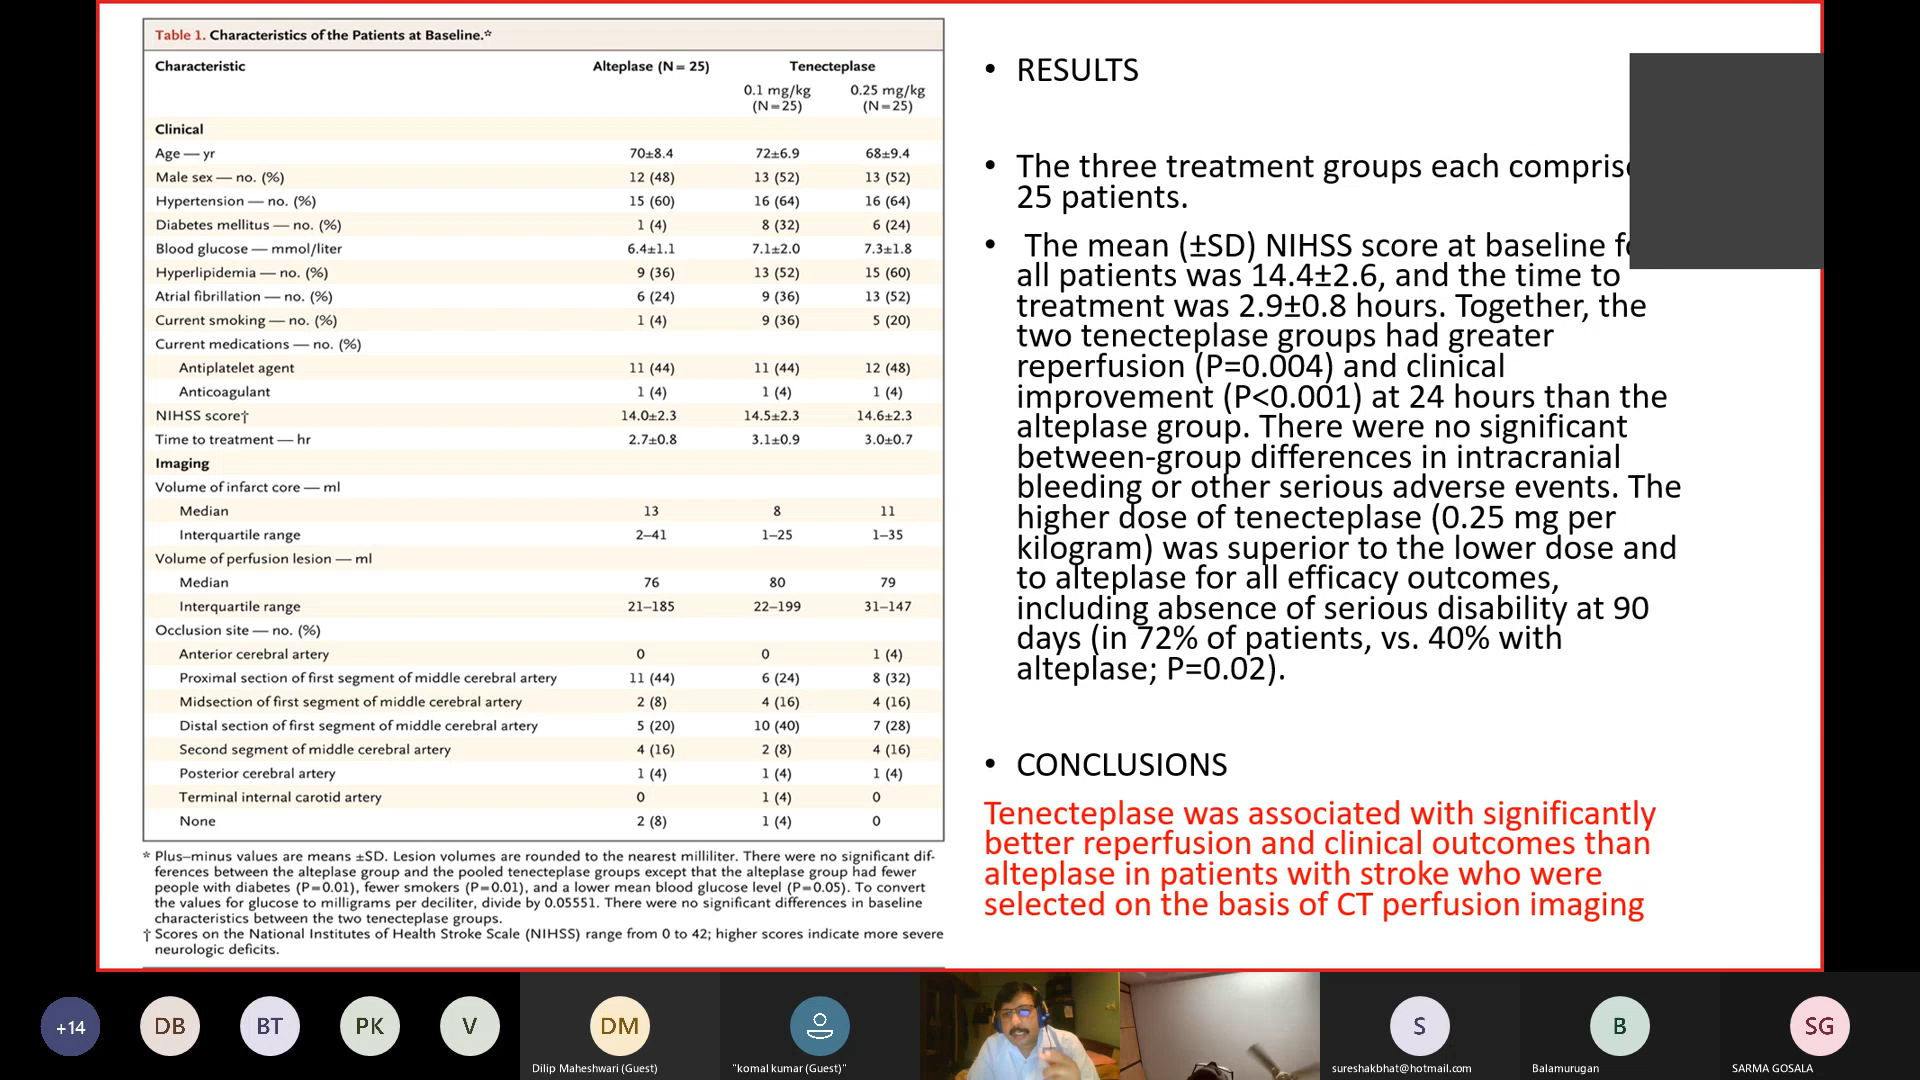 Table 1. Characteristics of the Patients at Baseline.*
Characteristic Alteplase (N=25) Tenecteplase
0.1 mg/kg (N=25) 0.25 mg/kg (N=25)
Clinical
Age — yr 70±8.4 72±6.9 68±9.4
Male sex — no. (%) 12 (48) 13 (52) 13 (52)
Hypertension — no. (%) 15 (60) 16 (64) 16 (64)
Diabetes mellitus — no. (%) 1 (4) 8 (32) 6 (24)
Blood glucose — mmol/liter 6.4±1.1 7.1±2.0 7.3±1.8
Hyperlipidemia — no. (%) 9 (36) 13 (52) 15 (60)
Atrial fibrillation — no. (%) 6 (24) 9 (36) 13 (52)
Current smoking — no. (%) 1 (4) 9 (36) 5 (20)
Current medications — no. (%)
Antiplatelet agent 11 (44) 11 (44) 12 (48)
Anticoagulant 1 (4) 1 (4) 1 (4)
NIHSS score† 14.0±2.3 14.5±2.3 14.6±2.3
Time to treatment — hr 2.7±0.8 3.1±0.9 3.0±0.7
Imaging
Volume of infarct core — ml
Median 13 8 11
Interquartile range 2–41 1–25 1–35
Volume of perfusion lesion — ml
Median 76 80 79
Interquartile range 21–185 22–199 31–147
Occlusion site — no. (%)
Anterior cerebral artery 0 0 1 (4)
Proximal section of first segment of middle cerebral artery 11 (44) 6 (24) 8 (32)
Midsection of first segment of middle cerebral artery 2 (8) 4 (16) 4 (16)
Distal section of first segment of middle cerebral artery 5 (20) 10 (40) 7 (28)
Second segment of middle cerebral artery 4 (16) 2 (8) 4 (16)
Posterior cerebral artery 1 (4) 1 (4) 1 (4)
Terminal internal carotid artery 0 1 (4) 0
None 2 (8) 1 (4) 0
* Plus–minus values are means ±SD. Lesion volumes are rounded to the nearest milliliter. There were no significant dif-
ferences between the alteplase group and the pooled tenecteplase groups except that the alteplase group had fewer
people with diabetes (P=0.01), fewer smokers (P=0.01), and a lower mean blood glucose level (P=0.05). To convert
the values for glucose to milligrams per deciliter, divide by 0.05551. There were no significant differences in baseline
characteristics between the two tenecteplase groups.
† Scores on the National Institutes of Health Stroke Scale (NIHSS) range from 0 to 42; higher scores indicate more severe
neurologic deficits.
• RESULTS
• The three treatment groups each compris
25 patients.
• The mean (±SD) NIHSS score at baseline f
all patients was 14.4±2.6, and the time to
treatment was 2.9±0.8 hours. Together, the
two tenecteplase groups had greater
reperfusion (P=0.004) and clinical
improvement (P<0.001) at 24 hours than the
alteplase group. There were no significant
between-group differences in intracranial
bleeding or other serious adverse events. The
higher dose of tenecteplase (0.25 mg per
kilogram) was superior to the lower dose and
to alteplase for all efficacy outcomes,
including absence of serious disability at 90
days (in 72% of patients, vs. 40% with
alteplase; P=0.02).
• CONCLUSIONS
Tenecteplase was associated with significantly
better reperfusion and clinical outcomes than
alteplase in patients with stroke who were
selected on the basis of CT perfusion imaging
+14 DB BT PK V DM S B SG
Dilip Maheshwari (Guest) "komal kumar (Guest)" sureshakbhat@hotmail.com Balamurugan SARMA GOSALA